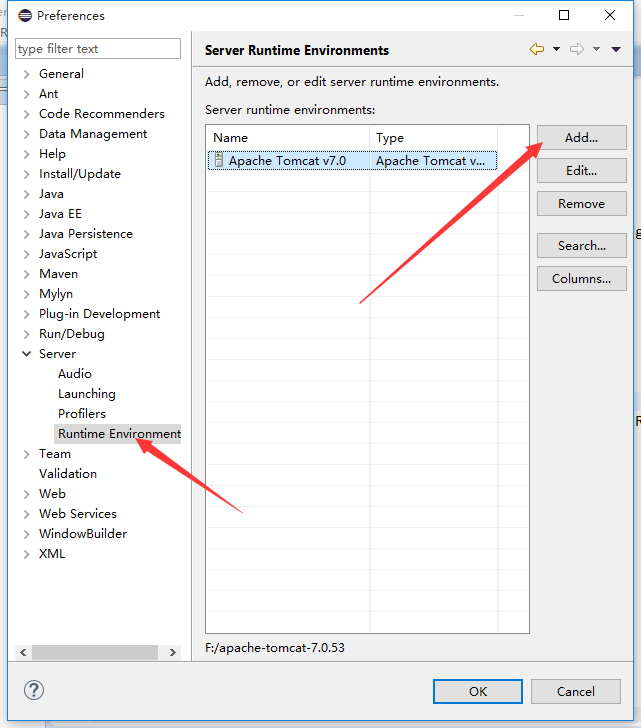 Preferences
type filter text
General
Ant
Code Recommenders
Data Management
Help
Install/Update
Java
Java EE
Java Persistence
JavaScript
Maven
Mylyn
Plug-in Development
Run/Debug
Server
Audio
Launching
Profilers
Runtime Environment
Team
Validation
Web
Web Services
WindowBuilder
XML
Server Runtime Environments
Add, remove, or edit server runtime environments.
Server runtime environments:
Name Type
Apache Tomcat v7.0 Apache Tomcat v...
Add...
Edit...
Remove
Search...
Columns...
F:/apache-tomcat-7.0.53
OK Cancel